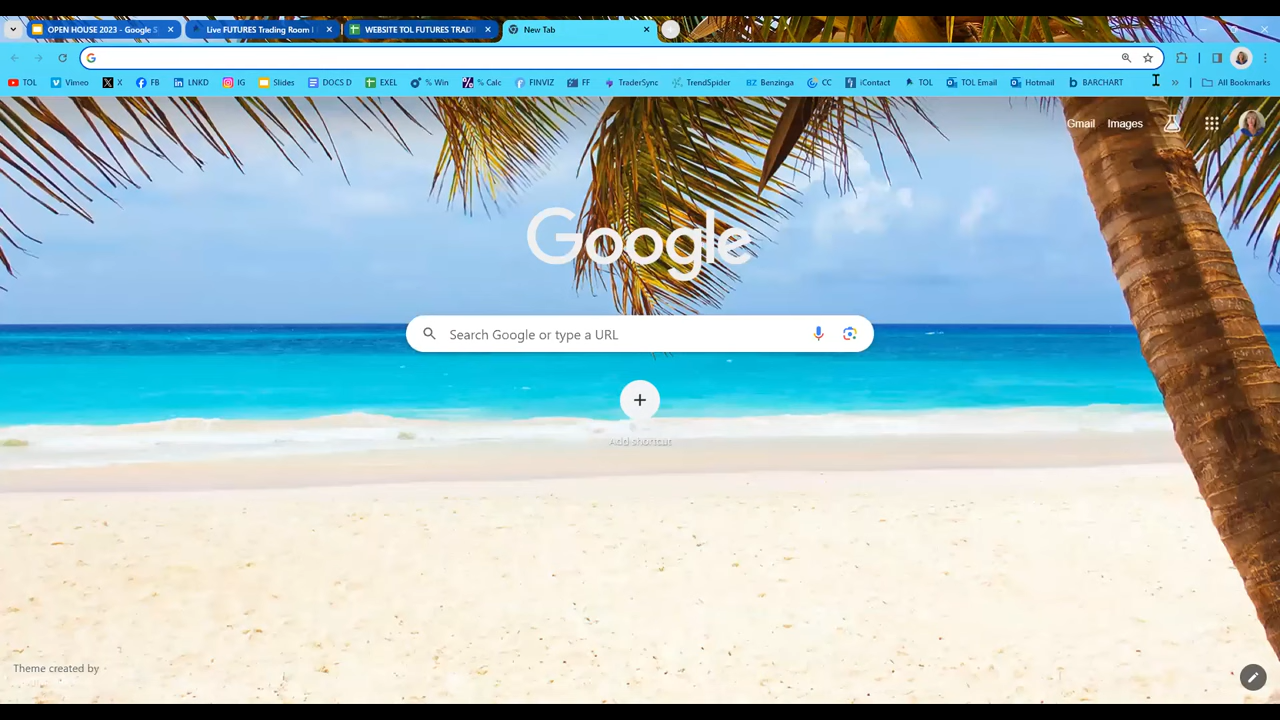 OPEN HOUSE 2023 - Google S
Live FUTURES Trading Room |
WEBSITE TOL FUTURES TRADI
New Tab
TOL
Vimeo
X
FB
LNKD
IG
Slides
DOCS D
EXEL
% Win
% Calc
FINVIZ
FF
TraderSync
TrendSpider
BZ Benzinga
CC
iContact
TOL
TOL Email
Hotmail
BARCHART
All Bookmarks
Gmail
Images
Google
Search Google or type a URL
Add shortcut
Theme created by